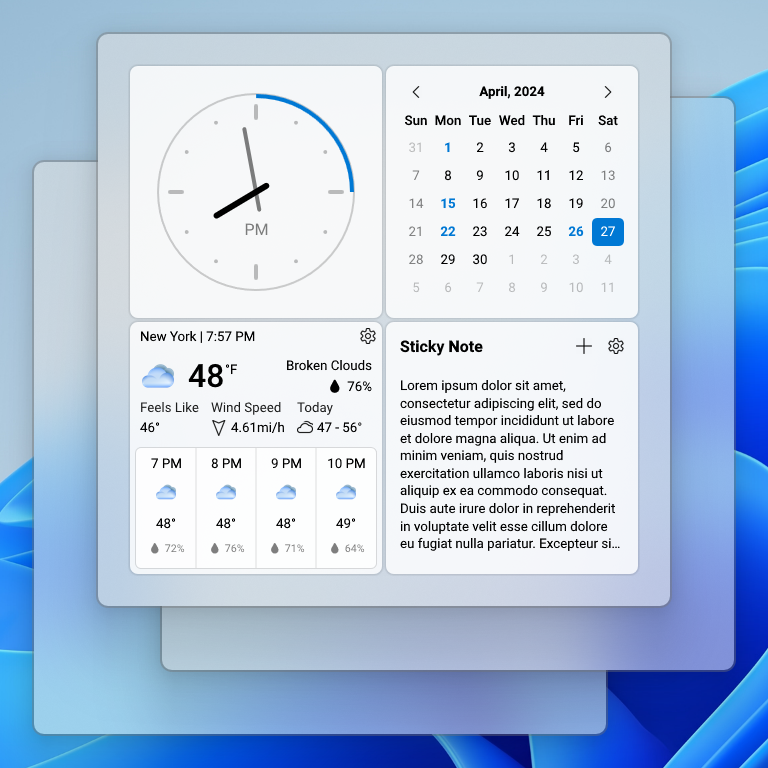 PM
April, 2024
Sun Mon Tue Wed Thu Fri Sat
31 1 2 3 4 5 6
7 8 9 10 11 12 13
14 15 16 17 18 19 20
21 22 23 24 25 26 27
28 29 30 1 2 3 4
5 6 7 8 9 10 11
New York | 7:57 PM
48°F
Broken Clouds
76%
Feels Like Wind Speed Today
46° 4.61mi/h 47 - 56°
7 PM 8 PM 9 PM 10 PM
48° 48° 48° 49°
72% 76% 71% 64%
Sticky Note
Lorem ipsum dolor sit amet,
consectetur adipiscing elit, sed do
eiusmod tempor incididunt ut labore
et dolore magna aliqua. Ut enim ad
minim veniam, quis nostrud
exercitation ullamco laboris nisi ut
aliquip ex ea commodo consequat.
Duis aute irure dolor in reprehenderit
in voluptate velit esse cillum dolore
eu fugiat nulla pariatur. Excepteur si...